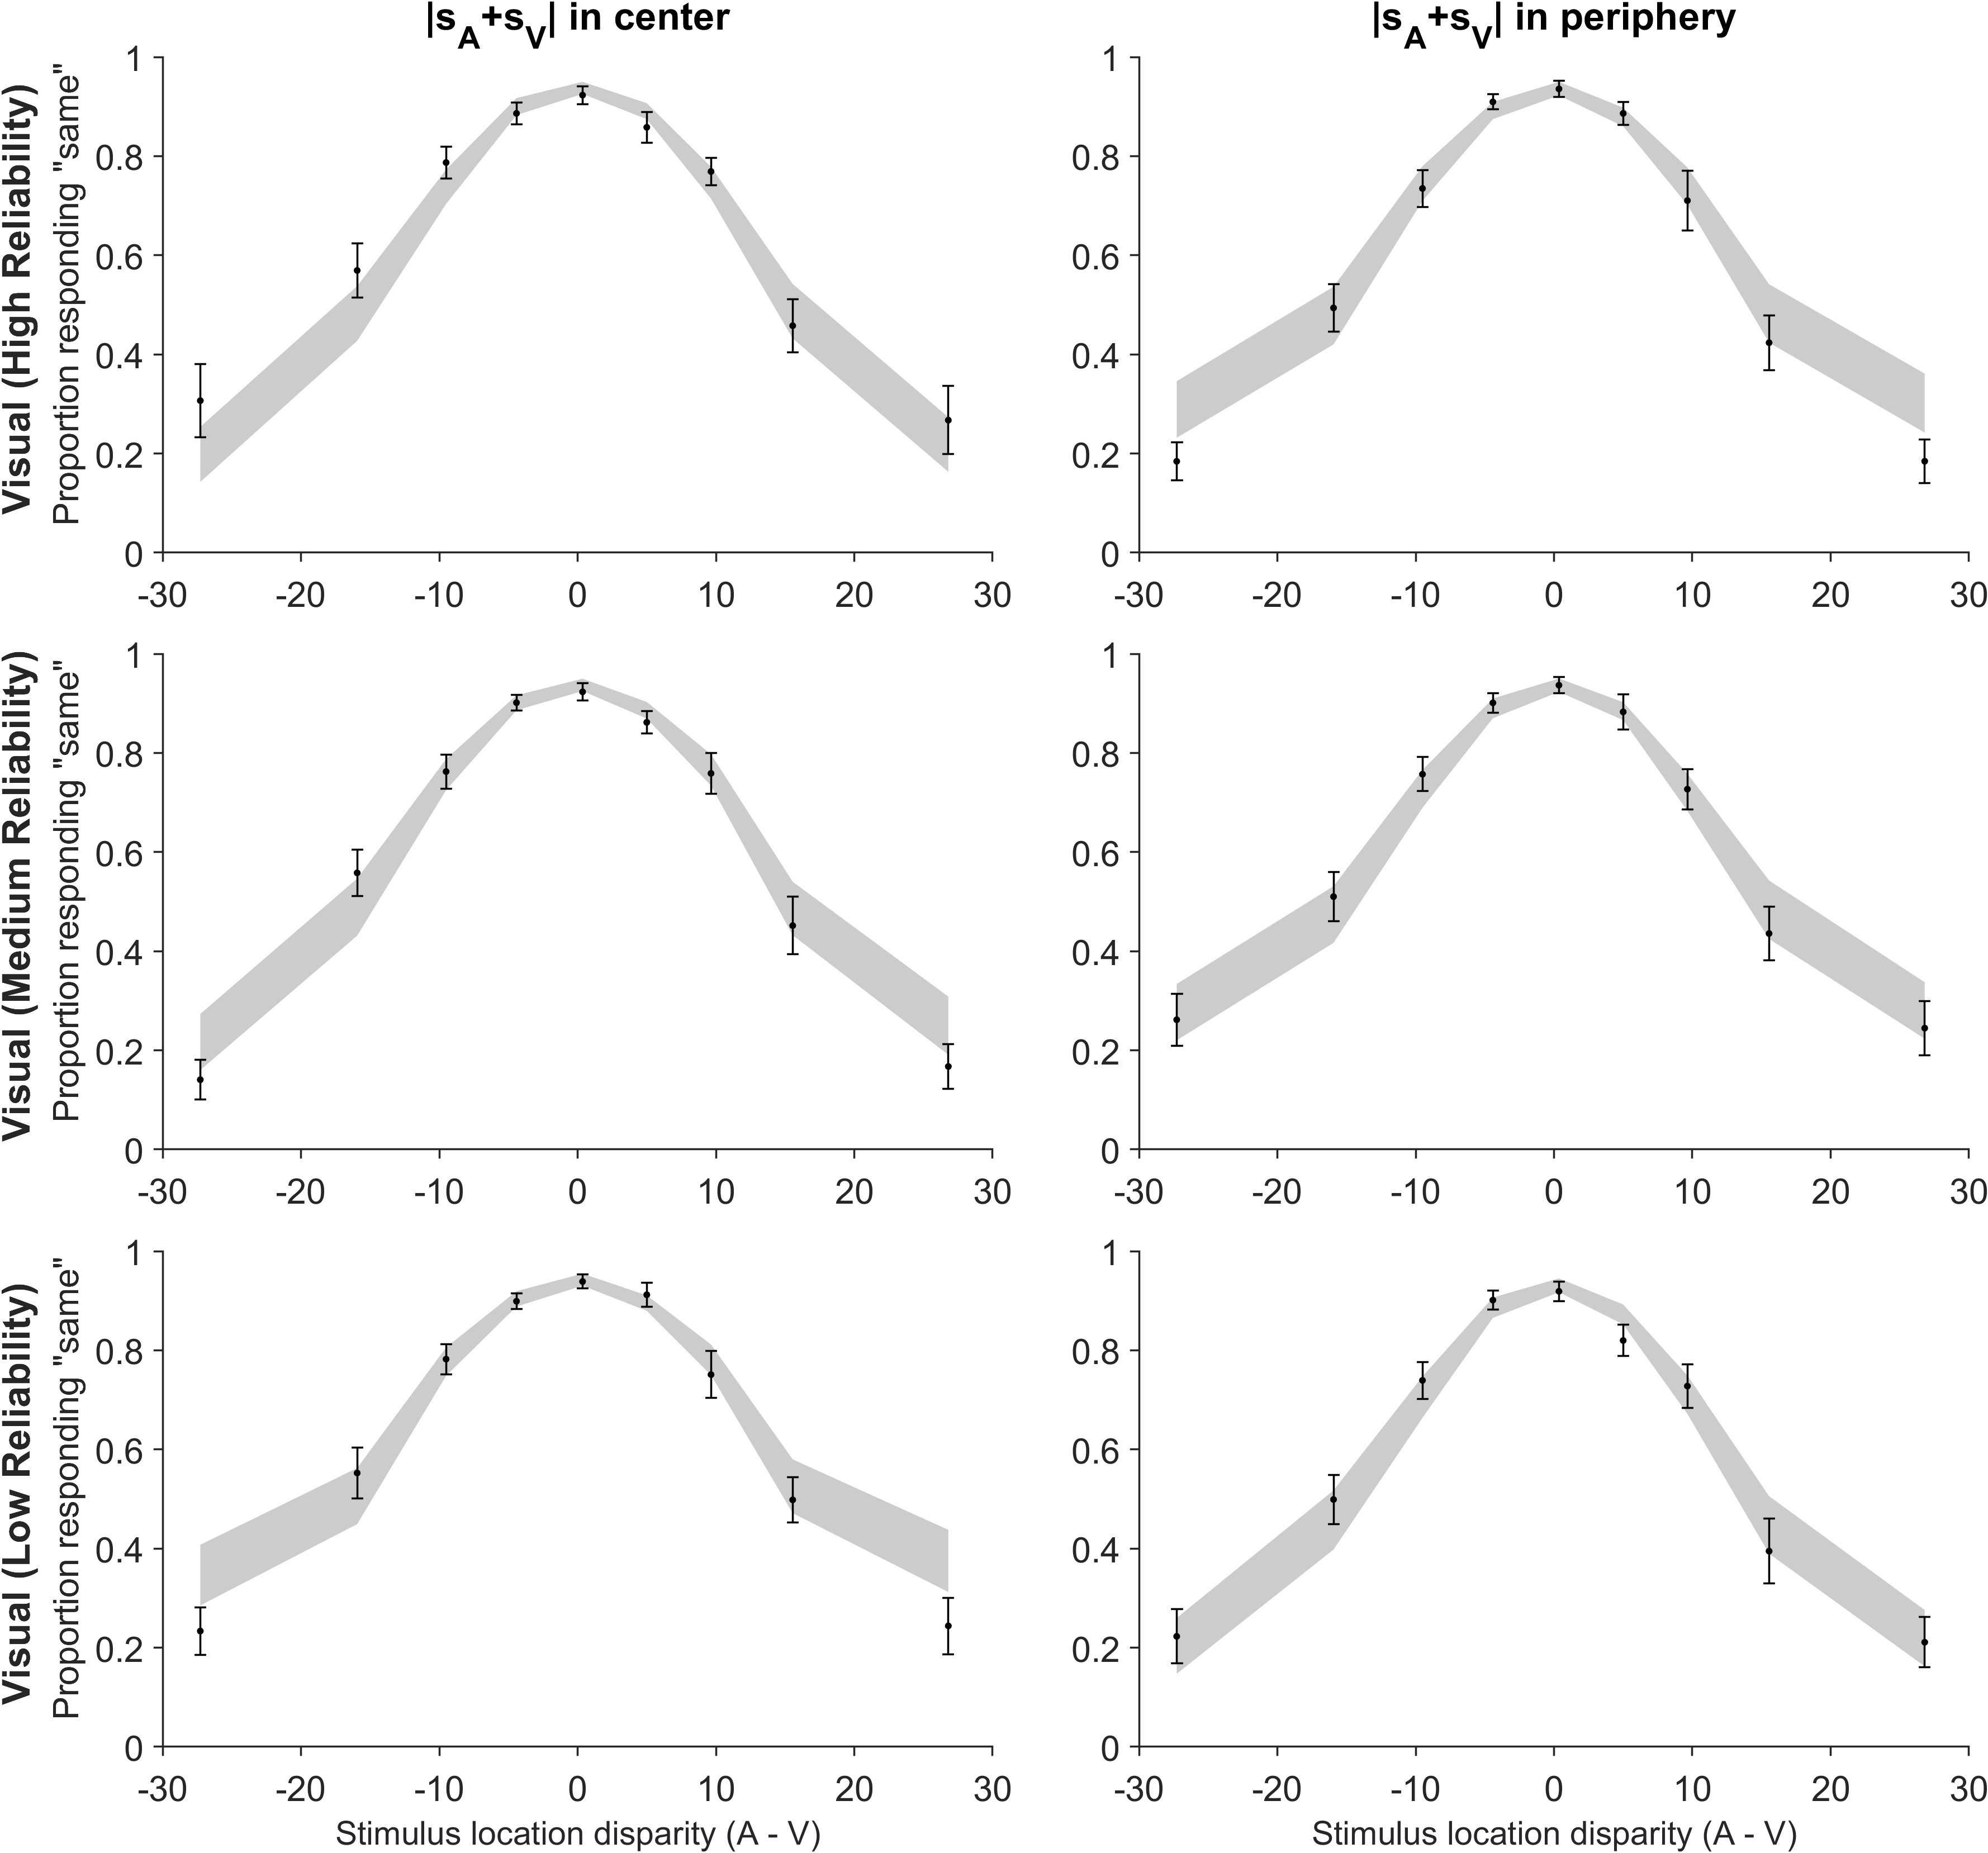 |sA+sV| in center
|sA+sV| in periphery
Visual (High Reliability)
Proportion responding "same"
1
0.8
0.6
0.4
0.2
0
-30 -20 -10 0 10 20 30
1
0.8
0.6
0.4
0.2
0
-30 -20 -10 0 10 20 30
Visual (Medium Reliability)
Proportion responding "same"
1
0.8
0.6
0.4
0.2
0
-30 -20 -10 0 10 20 30
1
0.8
0.6
0.4
0.2
0
-30 -20 -10 0 10 20 30
Visual (Low Reliability)
Proportion responding "same"
1
0.8
0.6
0.4
0.2
0
-30 -20 -10 0 10 20 30
Stimulus location disparity (A - V)
1
0.8
0.6
0.4
0.2
0
-30 -20 -10 0 10 20 30
Stimulus location disparity (A - V)